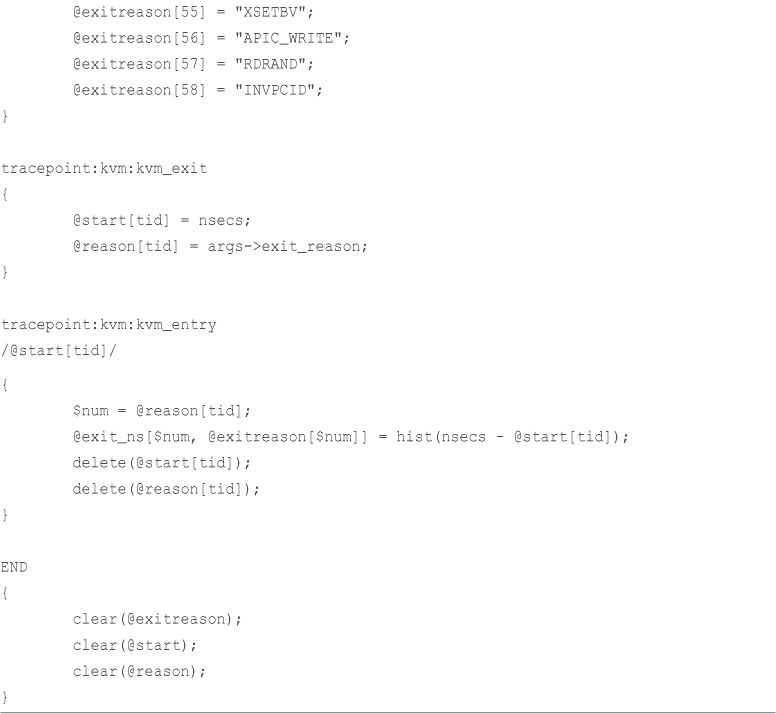 @exitreason[55] = "XSETBV";
        @exitreason[56] = "APIC_WRITE";
        @exitreason[57] = "RDRAND";
        @exitreason[58] = "INVPCID";
}

tracepoint:kvm:kvm_exit
{
        @start[tid] = nsecs;
        @reason[tid] = args->exit_reason;
}

tracepoint:kvm:kvm_entry
/@start[tid]/
{
        $num = @reason[tid];
        @exit_ns[$num, @exitreason[$num]] = hist(nsecs - @start[tid]);
        delete(@start[tid]);
        delete(@reason[tid]);
}

END
{
        clear(@exitreason);
        clear(@start);
        clear(@reason);
}